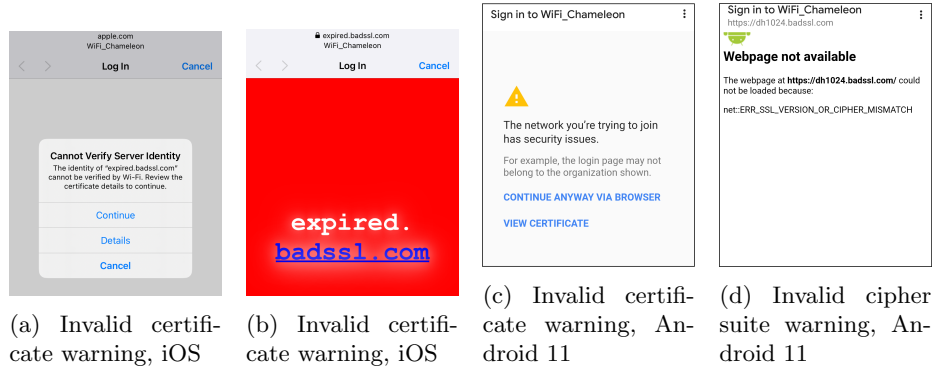 apple.com
WiFi_Chameleon
Log In
Cancel
Cannot Verify Server Identity
The identity of "expired.badssl.com"
cannot be verified by Wi-Fi. Review the
certificate details to continue.
Continue
Details
Cancel
(a) Invalid certifi-
cate warning, iOS
expired.badssl.com
WiFi_Chameleon
Log In
Cancel
expired.
badssl.com
(b) Invalid certifi-
cate warning, iOS
Sign in to WiFi_Chameleon
The network you're trying to join
has security issues.
For example, the login page may not
belong to the organization shown.
CONTINUE ANYWAY VIA BROWSER
VIEW CERTIFICATE
(c) Invalid certifi-
cate warning, An-
droid 11
Sign in to WiFi_Chameleon
https://dh1024.badssl.com
Webpage not available
The webpage at https://dh1024.badssl.com/ could
not be loaded because:
net::ERR_SSL_VERSION_OR_CIPHER_MISMATCH
(d) Invalid cipher
suite warning, An-
droid 11